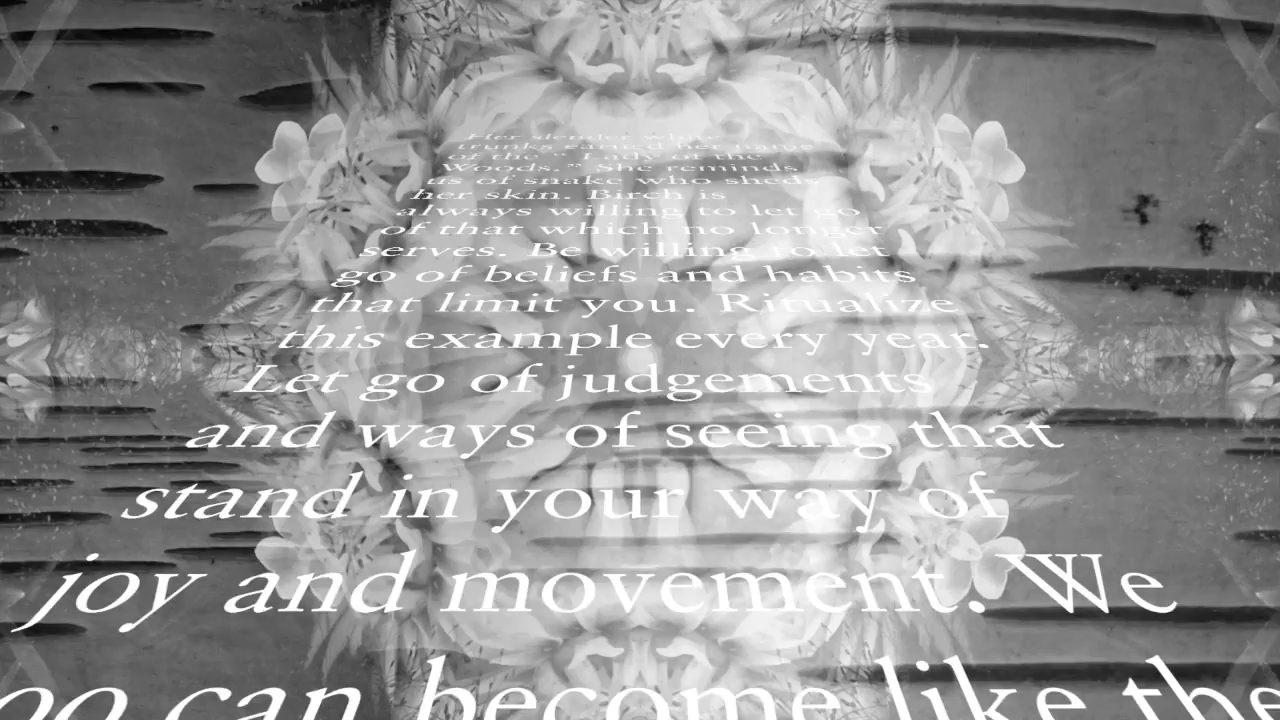 Her slender white
trunks earned her name
of the "Lady of the
Woods." She reminds
us of snake who sheds
her skin. Birch is
always willing to let go
of that which no longer
serves. Be willing to let
go of beliefs and habits
that limit you. Ritualize
this example every year.
Let go of judgements
and ways of seeing that
stand in your way of
joy and movement. We
can become like the